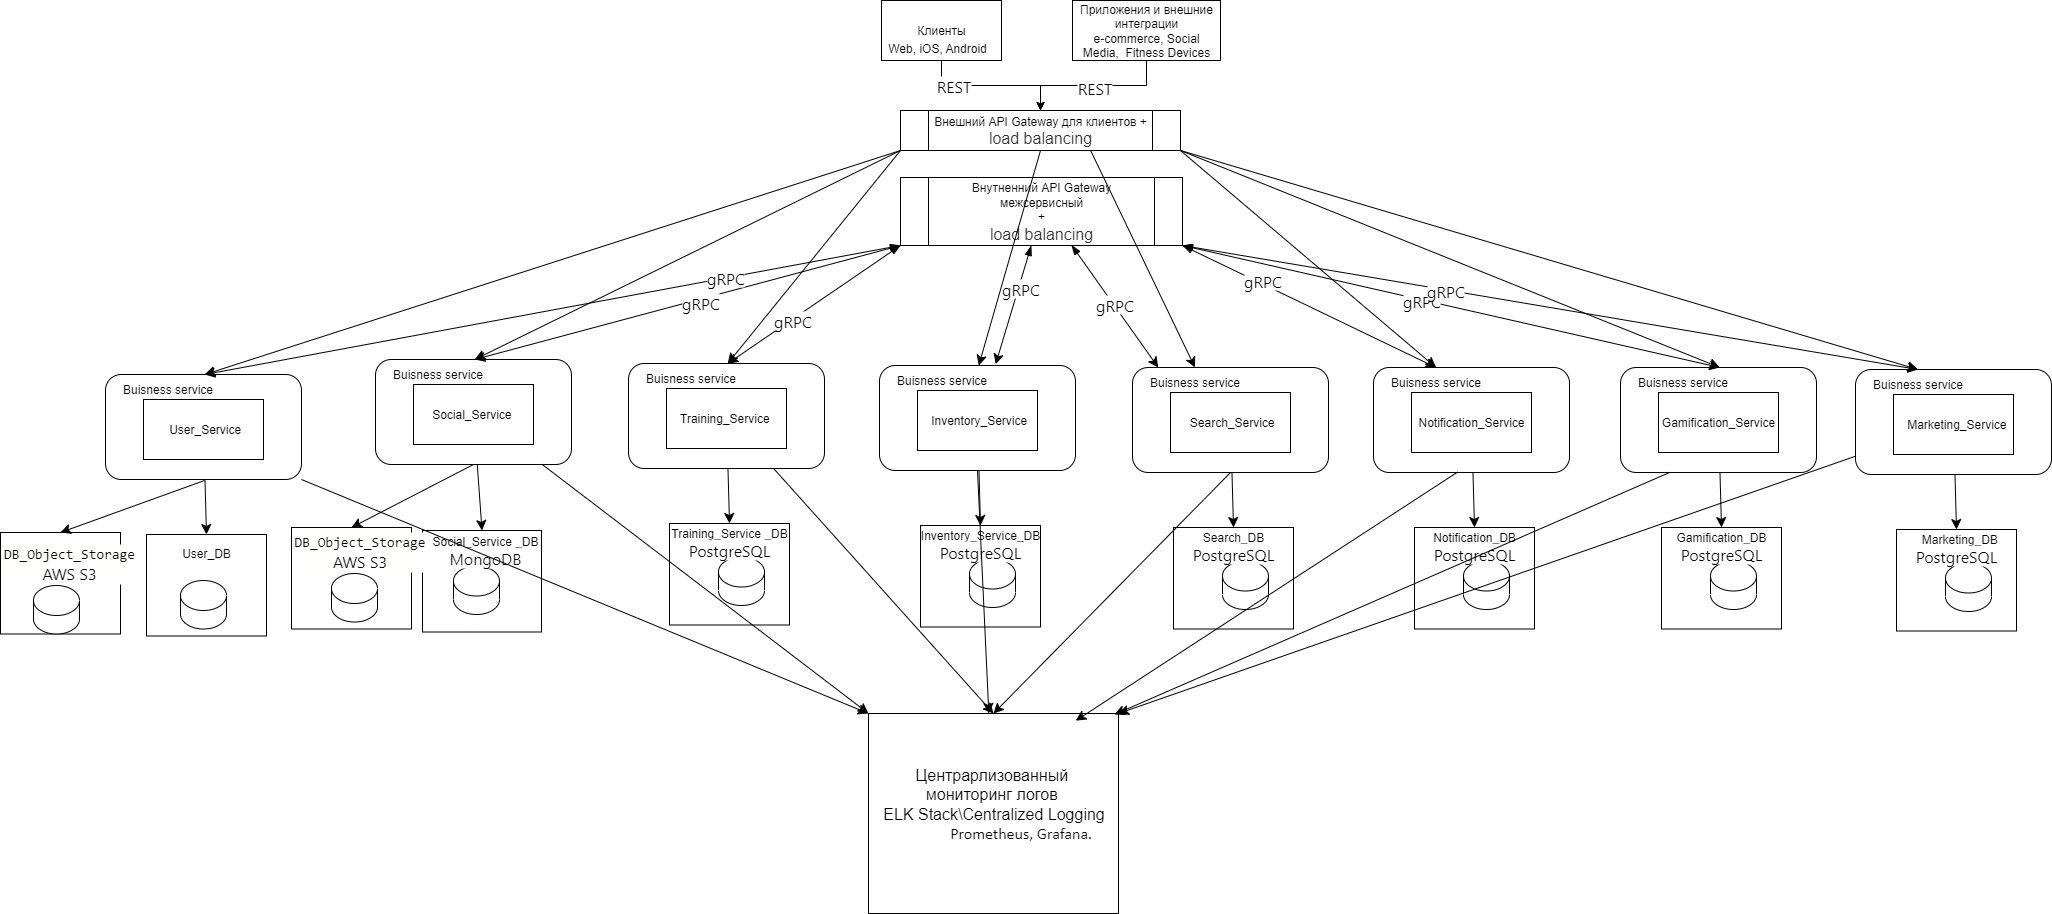 Клиенты
Web, iOS, Android
Приложения и внешние
интеграции
e-commerce, Social
Media, Fitness Devices
REST
REST
Внешний API Gateway для клиентов +
load balancing
Внутненний API Gateway
межсервисный
+
load balancing
gRPC
gRPC
gRPC
gRPC
gRPC
gRPC
gRPC
gRPC
Buisness service
User_Service
Buisness service
Social_Service
Buisness service
Training_Service
Buisness service
Inventory_Service
Buisness service
Search_Service
Buisness service
Notification_Service
Buisness service
Gamification_Service
Buisness service
Marketing_Service
DB_Object_Storage
AWS S3
User_DB
DB_Object_Storage
AWS S3
Social_Service _DB
MongoDB
Training_Service _DB
PostgreSQL
Inventory_Service_DB
PostgreSQL
Search_DB
PostgreSQL
Notification_DB
PostgreSQL
Gamification_DB
PostgreSQL
Marketing_DB
PostgreSQL
Центрарлизованный
мониторинг логов
ELK Stack\Centralized Logging
Prometheus, Grafana.